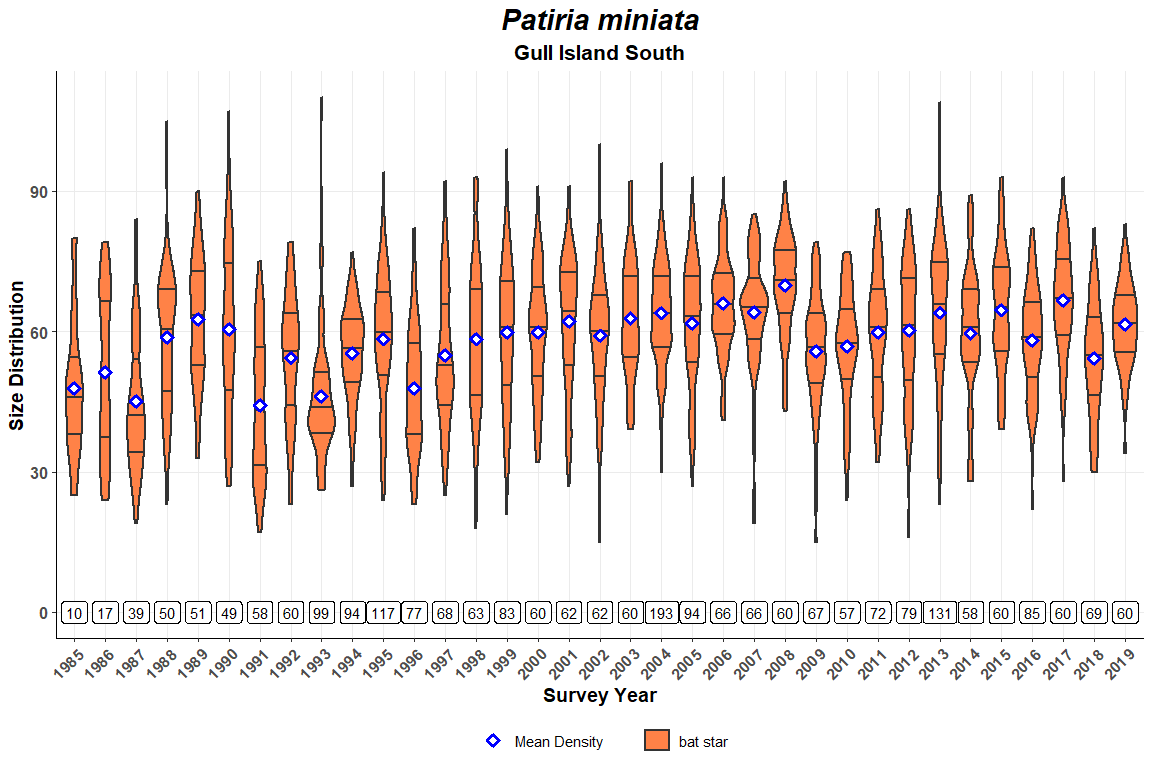 Patiria miniata
Gull Island South
Size Distribution
90
60
30
0
10 17 39 50 51 49 58 60 99 94 117 77 68 63 83 60 62 62 60 193 94 66 66 60 67 57 72 79 131 58 60 85 60 69 60
1985 1986 1987 1988 1989 1990 1991 1992 1993 1994 1995 1996 1997 1998 1999 2000 2001 2002 2003 2004 2005 2006 2007 2008 2009 2010 2011 2012 2013 2014 2015 2016 2017 2018 2019
Survey Year
Mean Density bat star